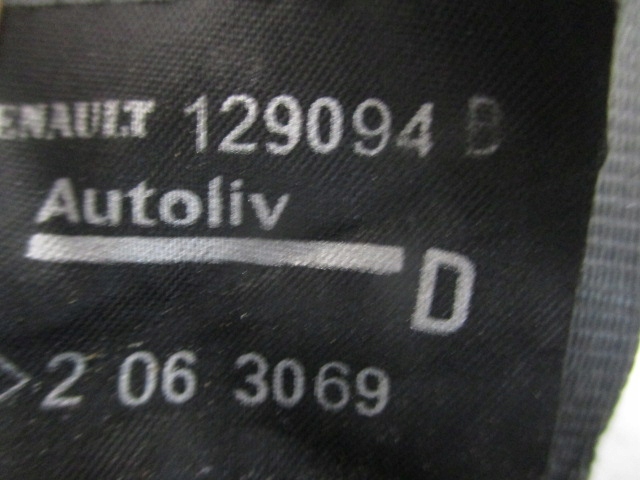 ENAULT 129094 B
Autoliv
D
>2 06 3069